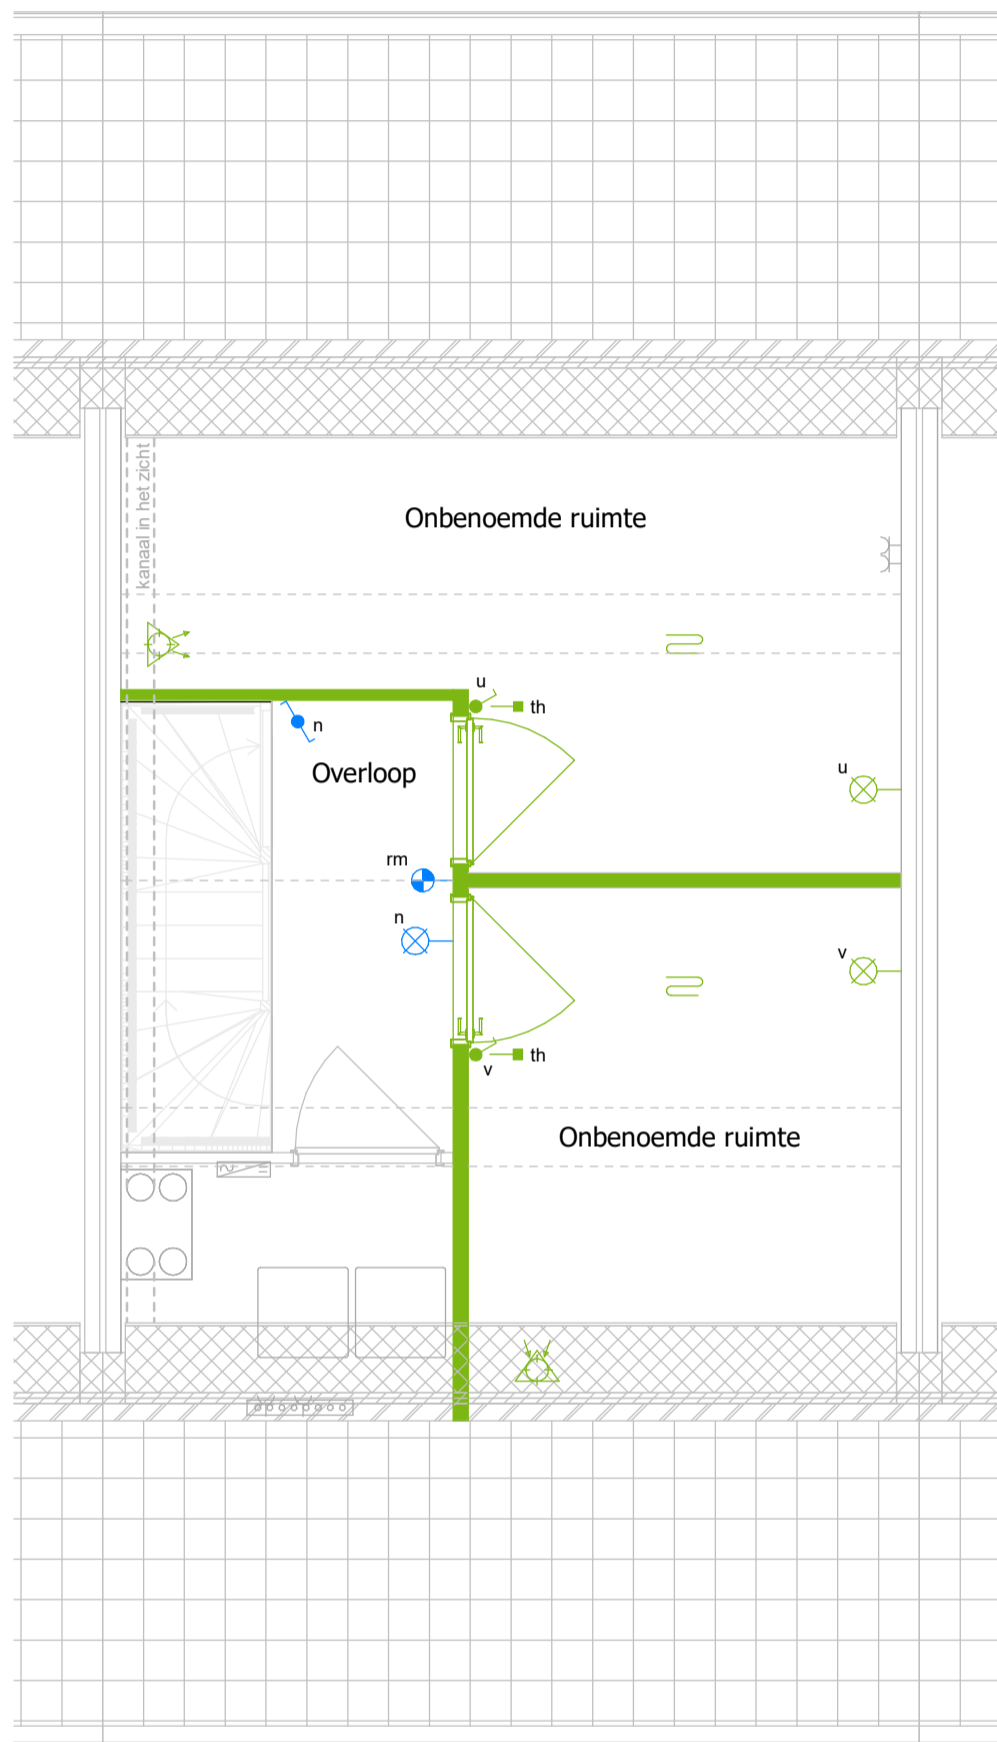 kanaal in het zicht
Onbenoemde ruimte
u
th
n
Overloop
u
rm
n
v
th
v
Onbenoemde ruimte